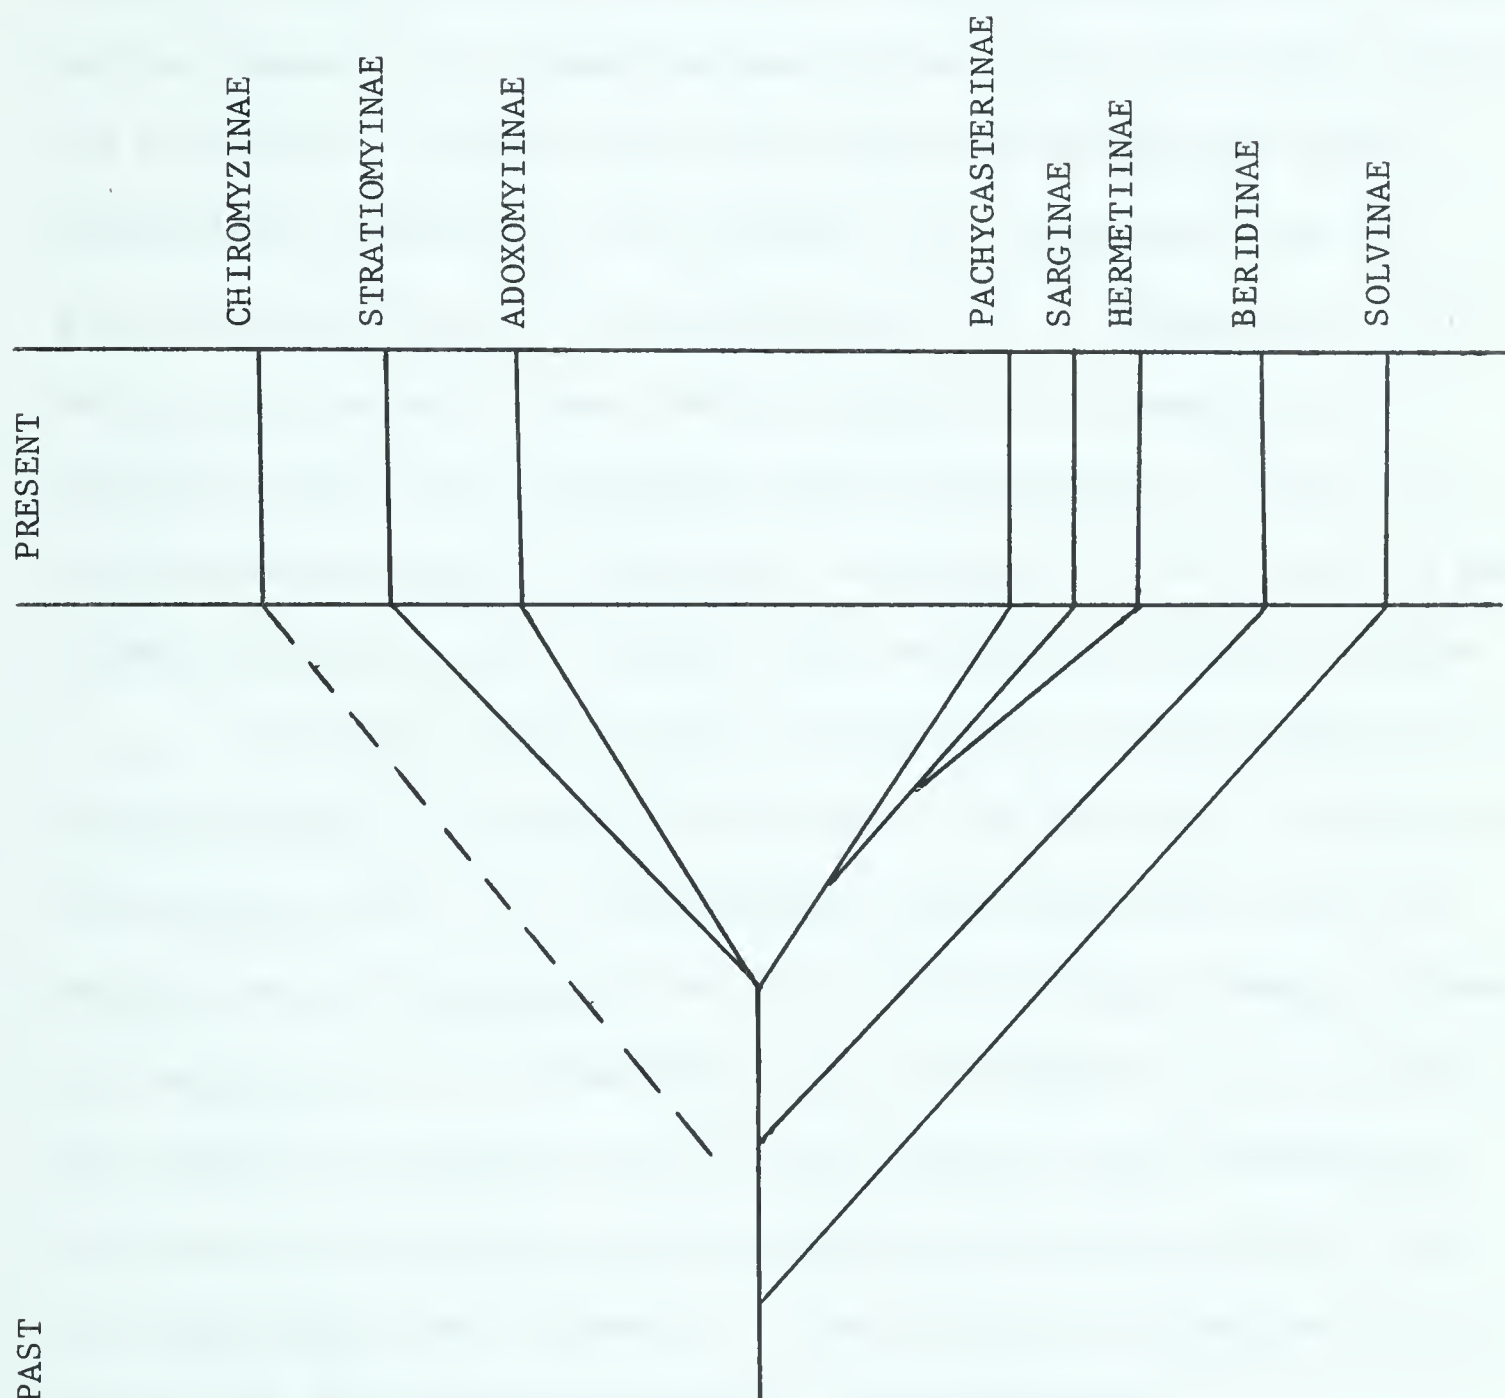 CHIROMYZINAE
STRATIOMYINAE
ADOXOMYIINAE
PACHYGASTERINAE
SARGINAE
HERMETIINAE
BERIDINAE
SOLVINAE
PRESENT
PAST